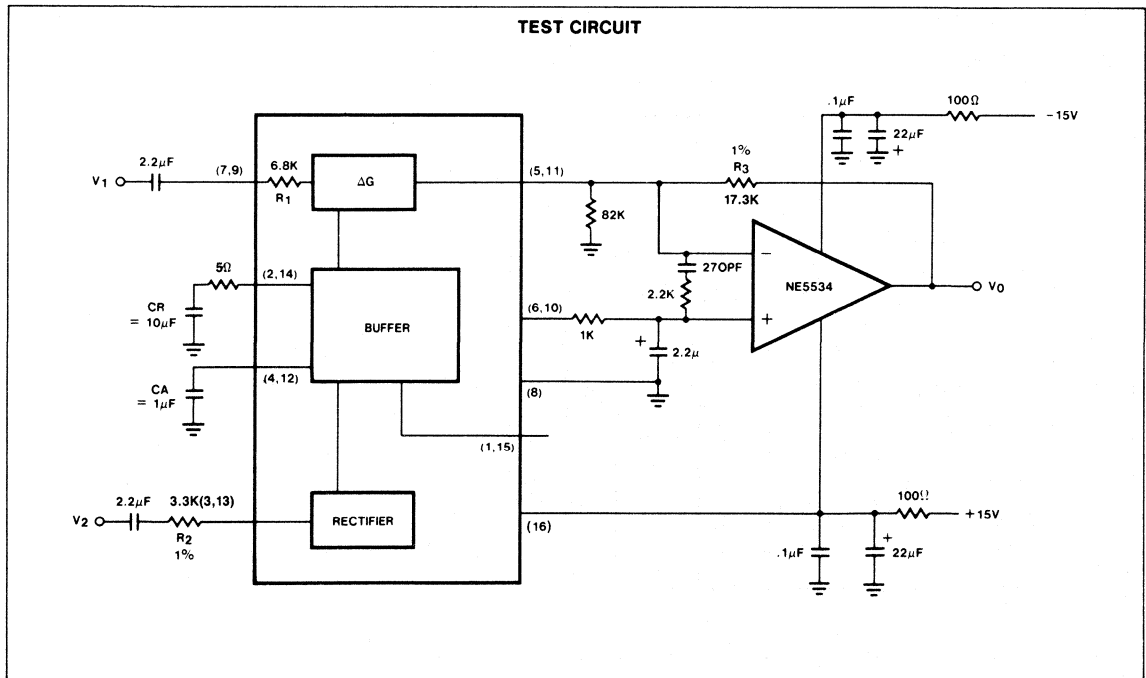 TEST CIRCUIT
.1µF
100Ω
22µF
+
−15V
2.2µF
V1
(7,9)
6.8K
R1
ΔG
(5,11)
82K
1%
R3
17.3K
−
270PF
2.2K
+
NE5534
VO
5Ω
(2,14)
CR
= 10µF
BUFFER
(6,10)
1K
+
2.2µ
(4,12)
CA
= 1µF
(8)
(1,15)
2.2µF
3.3K(3,13)
V2
R2
1%
RECTIFIER
(16)
100Ω
+15V
.1µF
+
22µF